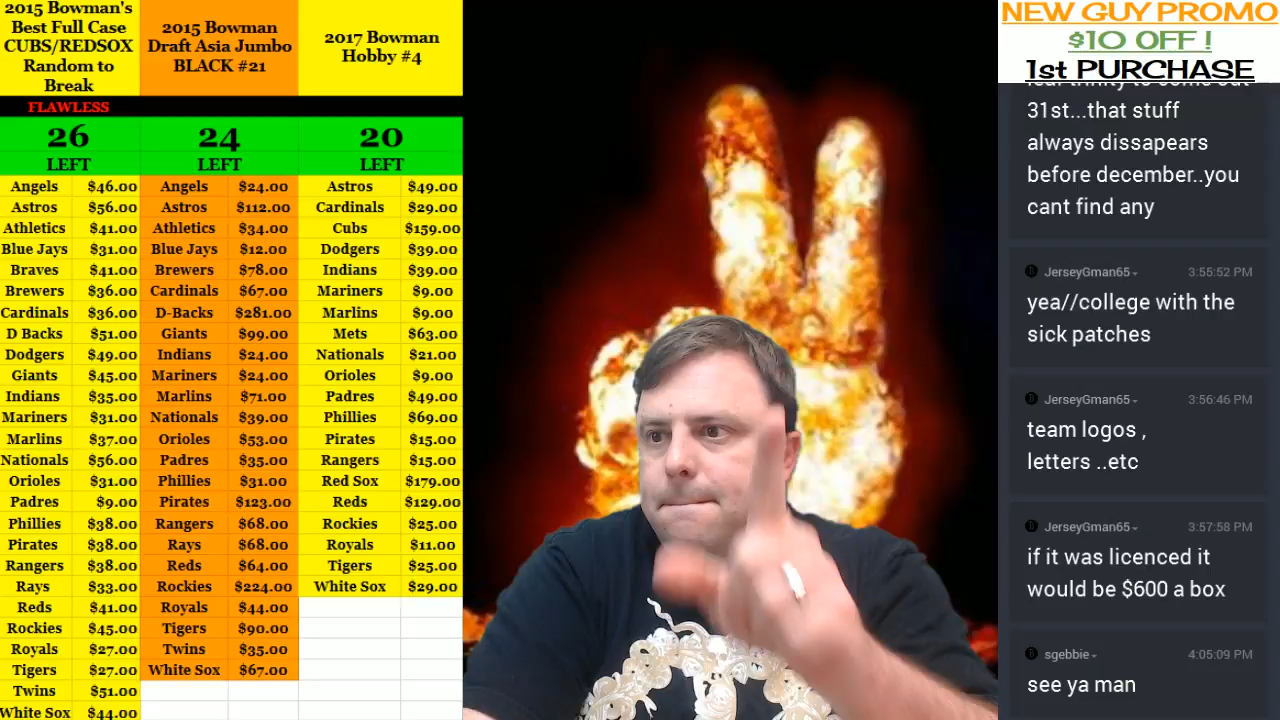 2015 Bowman's
Best Full Case
CUBS/REDSOX
Random to
Break
FLAWLESS
26
LEFT
Angels $46.00
Astros $56.00
Athletics $41.00
Blue Jays $31.00
Braves $41.00
Brewers $36.00
Cardinals $36.00
D Backs $51.00
Dodgers $49.00
Giants $45.00
Indians $35.00
Mariners $31.00
Marlins $37.00
Nationals $56.00
Orioles $31.00
Padres $9.00
Phillies $38.00
Pirates $38.00
Rangers $38.00
Rays $33.00
Reds $41.00
Rockies $45.00
Royals $27.00
Tigers $27.00
Twins $51.00
White Sox $44.00
2015 Bowman
Draft Asia Jumbo
BLACK #21
24
LEFT
Angels $24.00
Astros $112.00
Athletics $34.00
Blue Jays $12.00
Brewers $78.00
Cardinals $67.00
D-Backs $281.00
Giants $99.00
Indians $24.00
Mariners $24.00
Marlins $71.00
Nationals $39.00
Orioles $53.00
Padres $35.00
Phillies $31.00
Pirates $123.00
Rangers $68.00
Rays $68.00
Reds $64.00
Rockies $224.00
Royals $44.00
Tigers $90.00
Twins $35.00
White Sox $67.00
2017 Bowman
Hobby #4
20
LEFT
Astros $49.00
Cardinals $29.00
Cubs $159.00
Dodgers $39.00
Indians $39.00
Mariners $9.00
Marlins $9.00
Mets $63.00
Nationals $21.00
Orioles $9.00
Padres $49.00
Phillies $69.00
Pirates $15.00
Rangers $15.00
Red Sox $179.00
Reds $129.00
Rockies $25.00
Royals $11.00
Tigers $25.00
White Sox $29.00
NEW GUY PROMO
$10 OFF !
1st PURCHASE
31st...that stuff
always dissapears
before december..you
cant find any
JerseyGman65 3:55:52 PM
yea//college with the
sick patches
JerseyGman65 3:56:46 PM
team logos ,
letters ..etc
JerseyGman65 3:57:58 PM
if it was licenced it
would be $600 a box
sgebbie 4:05:09 PM
see ya man